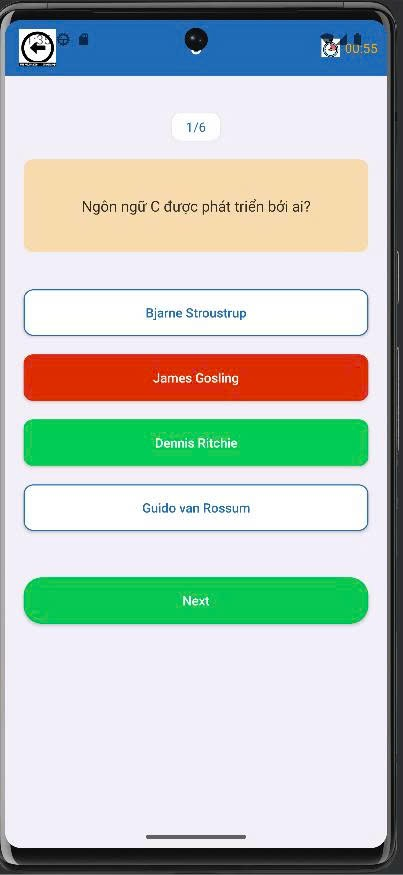 00:55
1/6
Ngôn ngữ C được phát triển bởi ai?
Bjarne Stroustrup
James Gosling
Dennis Ritchie
Guido van Rossum
Next